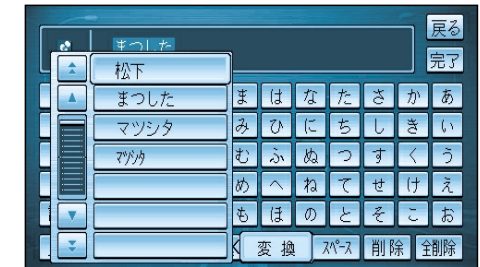 戻る
まつした
完了
松下
まつした
マツシタ
ﾏﾂｼﾀ
ま は な た さ か あ
み ひ に ち し き い
む ふ ぬ つ す く う
め へ ね て せ け え
も ほ の と そ こ お
変換 スペース 削除 全削除